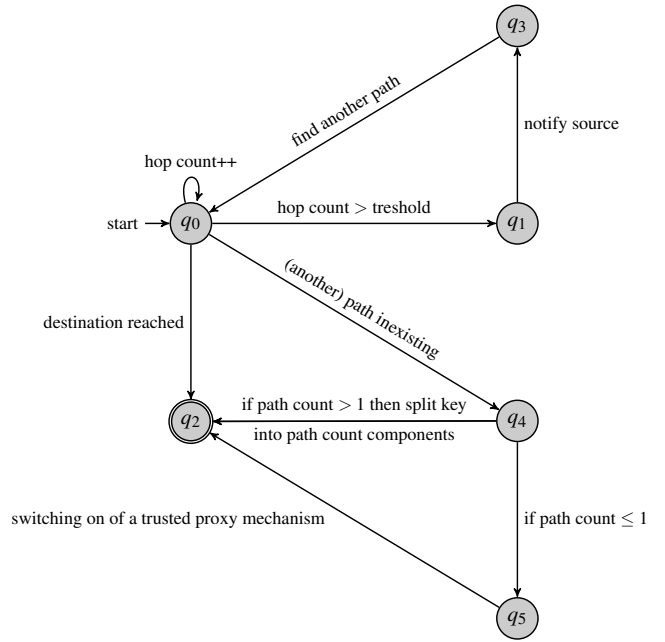 q3
find another path
notify source
hop count++
start
q0
hop count > treshold
q1
(another) path inexisting
destination reached
if path count > 1 then split key
q2
q4
into path count components
switching on of a trusted proxy mechanism
if path count ≤ 1
q5